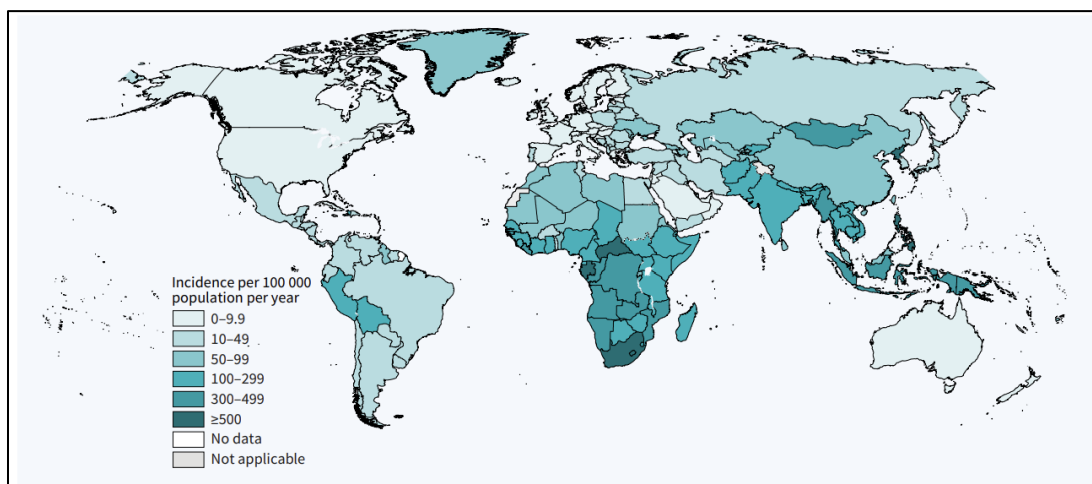 Incidence per 100 000
population per year
0–9.9
10–49
50–99
100–299
300–499
≥500
No data
Not applicable